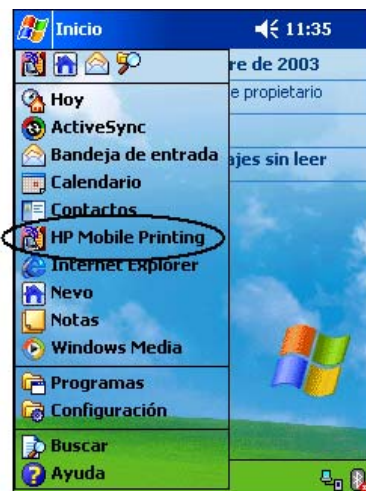 Inicio 11:35
re de 2003
Hoy
e propietario
ActiveSync
Bandeja de entrada
ajes sin leer
Calendario
Contactos
HP Mobile Printing
Internet Explorer
Nevo
Notas
Windows Media
Programas
Configuración
Buscar
Ayuda